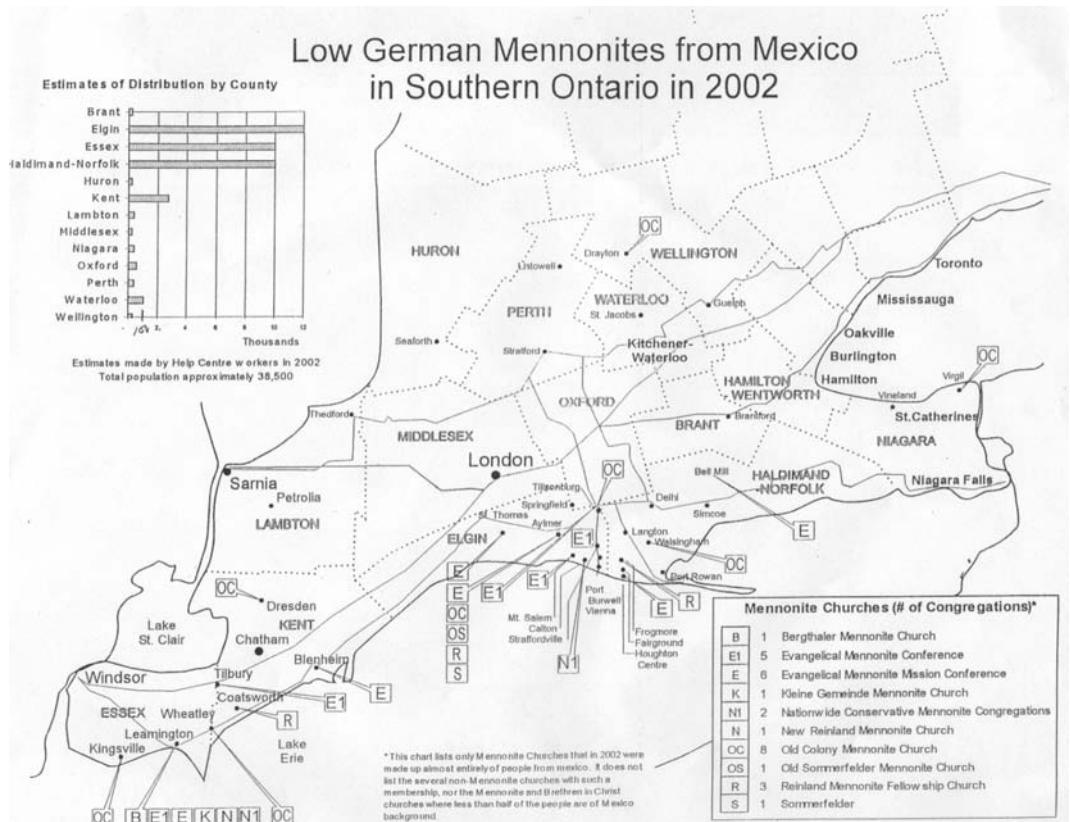 Low German Mennonites from Mexico
in Southern Ontario in 2002
Estimates of Distribution by County
Brant
Elgin
Essex
Haldimand-Norfolk
Huron
Kent
Lambton
Middlesex
Niagara
Oxford
Perth
Waterloo
Wellington
2 4 6 8 10 12
Thousands
Estimates made by Help Centre workers in 2002
Total population approximately 38,500
OC
Drayton
HURON
WELLINGTON
Listowell
Toronto
WATERLOO
Mississauga
St. Jacobs
Guelph
PERTH
Seaforth
Stratford
Kitchener-
Waterloo
Oakville
Burlington
OC
Hamilton
Virgil
HAMILTON
WENTWORTH
Vineland
OXFORD
Thedford
Brantford
St.Catherines
BRANT
MIDDLESEX
NIAGARA
London
OC
Bell Mill
HALDIMAND
NORFOLK
Sarnia
Tillsonburg
Niagara Falls
Petrolia
Springfield
Delhi
Simcoe
LAMBTON
St. Thomas
Aylmer
ELGIN
E1
Langton
E
Walsingham
OC
Port Rowan
E
E
E1
E1
OC
OS
R
S
OC
Dresden
Lake
St. Clair
KENT
Chatham
Port
Burwell
Vienna
E
R
Mt. Salem
Calton
Straffordville
Frogmore
Fairground
Houghton
Centre
N1
Blenheim
Windsor
Tilbury
E
Coatsworth
E1
ESSEX
Wheatley
R
Leamington
Kingsville
Lake
Erie
OC B E1 E K N N1 OC
*This chart lists only Mennonite Churches that in 2002 were
made up almost entirely of people from mexico. It does not
list the several non-Mennonite churches with such a
membership, nor the Mennonite and Brethren in Christ
churches where less than half of the people are of Mexico
background
Mennonite Churches (# of Congregations)*
B 1 Bergthaler Mennonite Church
E1 5 Evangelical Mennonite Conference
E 6 Evangelical Mennonite Mission Conference
K 1 Kleine Gemeinde Mennonite Church
N1 2 Nationwide Conservative Mennonite Congregations
N 1 New Reinland Mennonite Church
OC 8 Old Colony Mennonite Church
OS 1 Old Sommerfelder Mennonite Church
R 3 Reinland Mennonite Fellowship Church
S 1 Sommerfelder